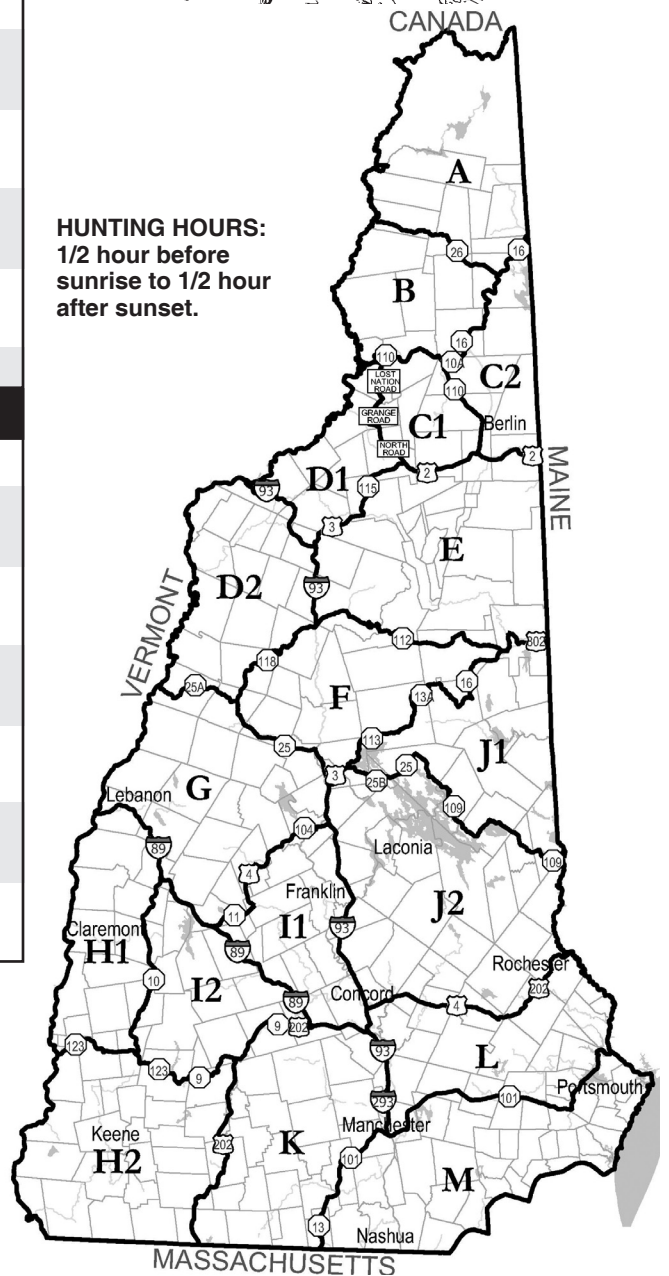 CANADA
A
HUNTING HOURS:
1/2 hour before
sunrise to 1/2 hour
after sunset.
26
16
B
16
110
10A
C2
LOST
NATION
ROAD
110
GRANGE
ROAD
C1
Berlin
NORTH
ROAD
2
2
MAINE
D1
115
93
3
E
D2
93
VERMONT
112
302
118
25A
F
16
13A
113
J1
25
3
25B
25
G
Lebanon
109
104
89
Laconia
109
4
Franklin
J2
11
I1
93
Claremont
H1
89
Rochester
10
I2
202
89
Concord
4
9
202
123
93
L
123
9
Portsmouth
293
101
Keene
Manchester
H2
202
K
101
M
13
Nashua
MASSACHUSETTS